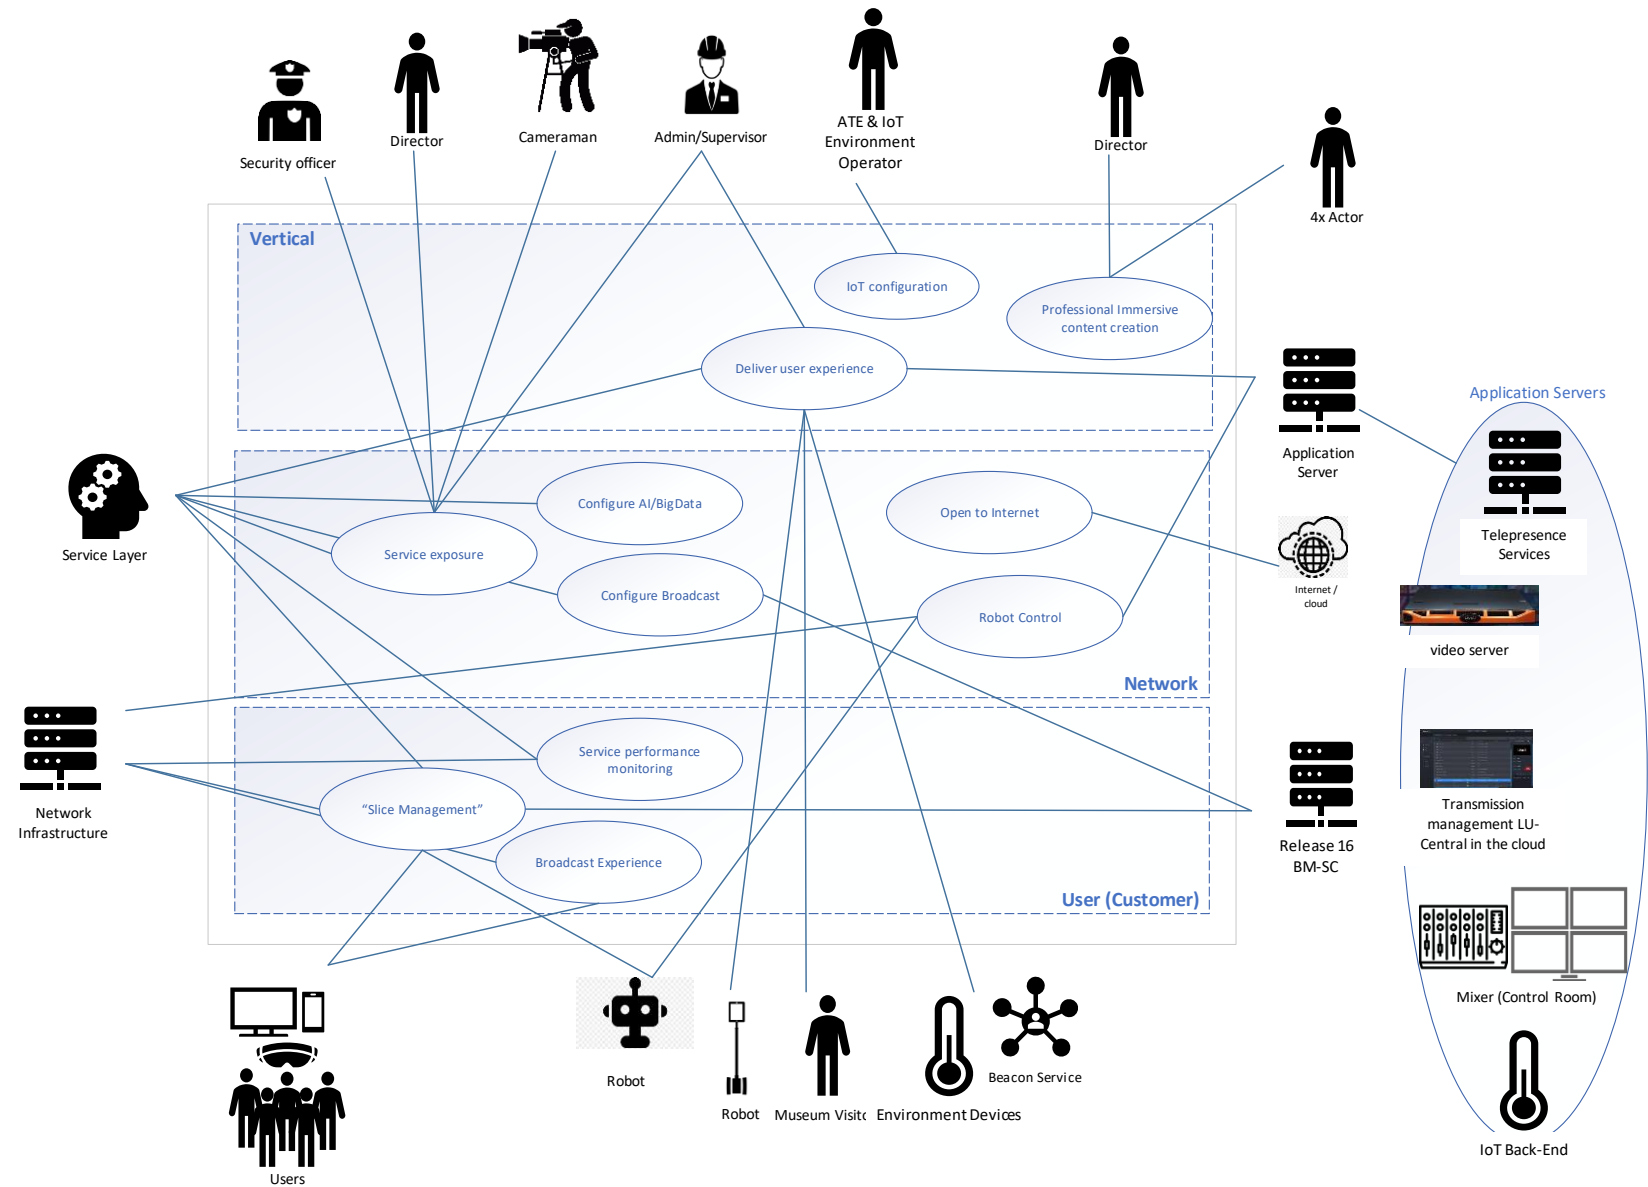 Security officer
Director
Cameraman
Admin/Supervisor
ATE & IoT
Environment
Operator
Director
4x Actor
Vertical
IoT configuration
Professional Immersive
content creation
Deliver user experience
Application
Server
Application Servers
Telepresence
Services
Service Layer
Configure AI/BigData
Open to Internet
Service exposure
Configure Broadcast
Robot Control
Internet /
cloud
video server
Network
Network
Infrastructure
Service performance
monitoring
“Slice Management”
Broadcast Experience
User (Customer)
Release 16
BM-SC
Transmission
management LU-
Central in the cloud
Mixer (Control Room)
IoT Back-End
Users
Robot
Robot
Museum Visitc
Environment Devices
Beacon Service